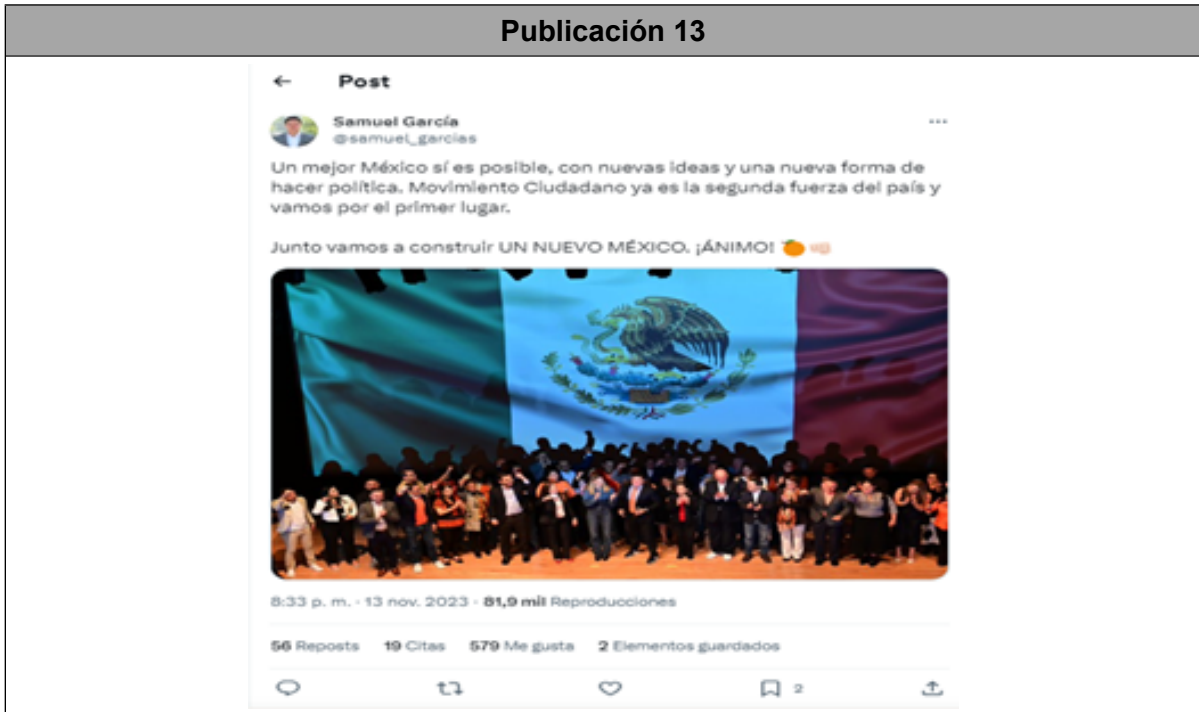 Publicación 13
← Post
Samuel García
@samuel_garcias
Un mejor México sí es posible, con nuevas ideas y una nueva forma de
hacer política. Movimiento Ciudadano ya es la segunda fuerza del país y
vamos por el primer lugar.
Junto vamos a construir UN NUEVO MÉXICO. ¡ÁNIMO! 🍊👊🏻
8:33 p. m. · 13 nov. 2023 · 81,9 mil Reproducciones
56 Reposts 19 Citas 579 Me gusta 2 Elementos guardados
2